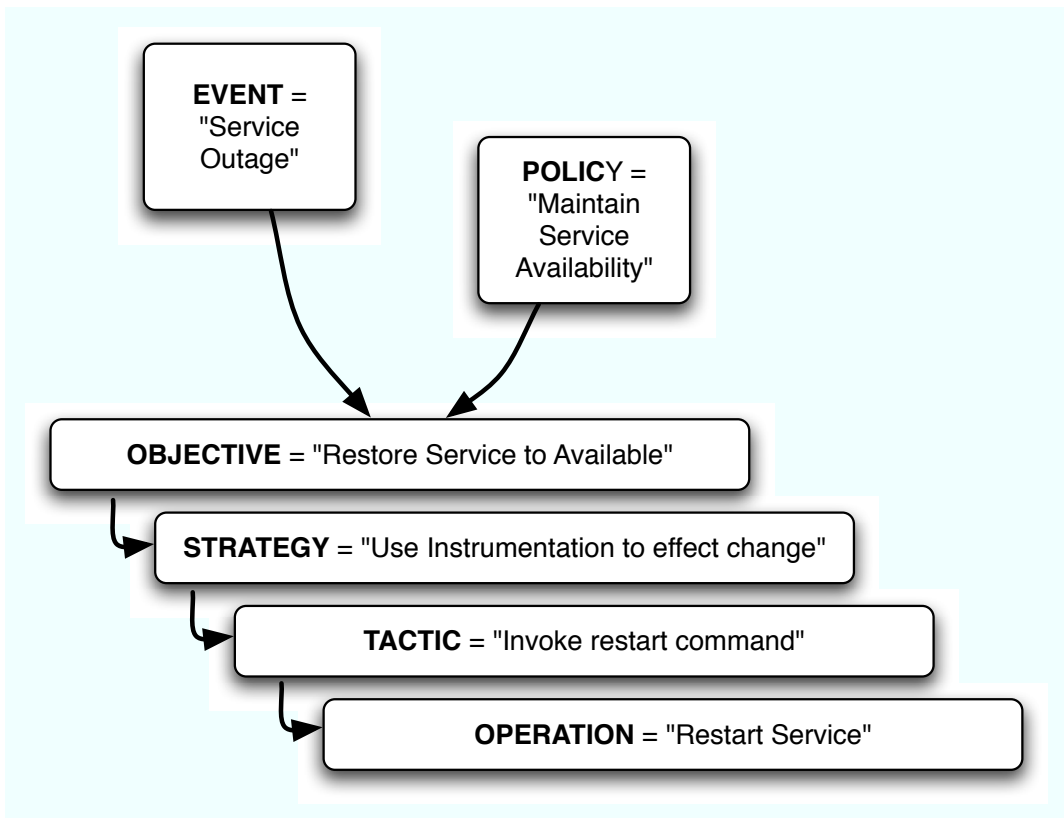 EVENT =
"Service
Outage"
POLICY =
"Maintain
Service
Availability"
OBJECTIVE = "Restore Service to Available"
STRATEGY = "Use Instrumentation to effect change"
TACTIC = "Invoke restart command"
OPERATION = "Restart Service"